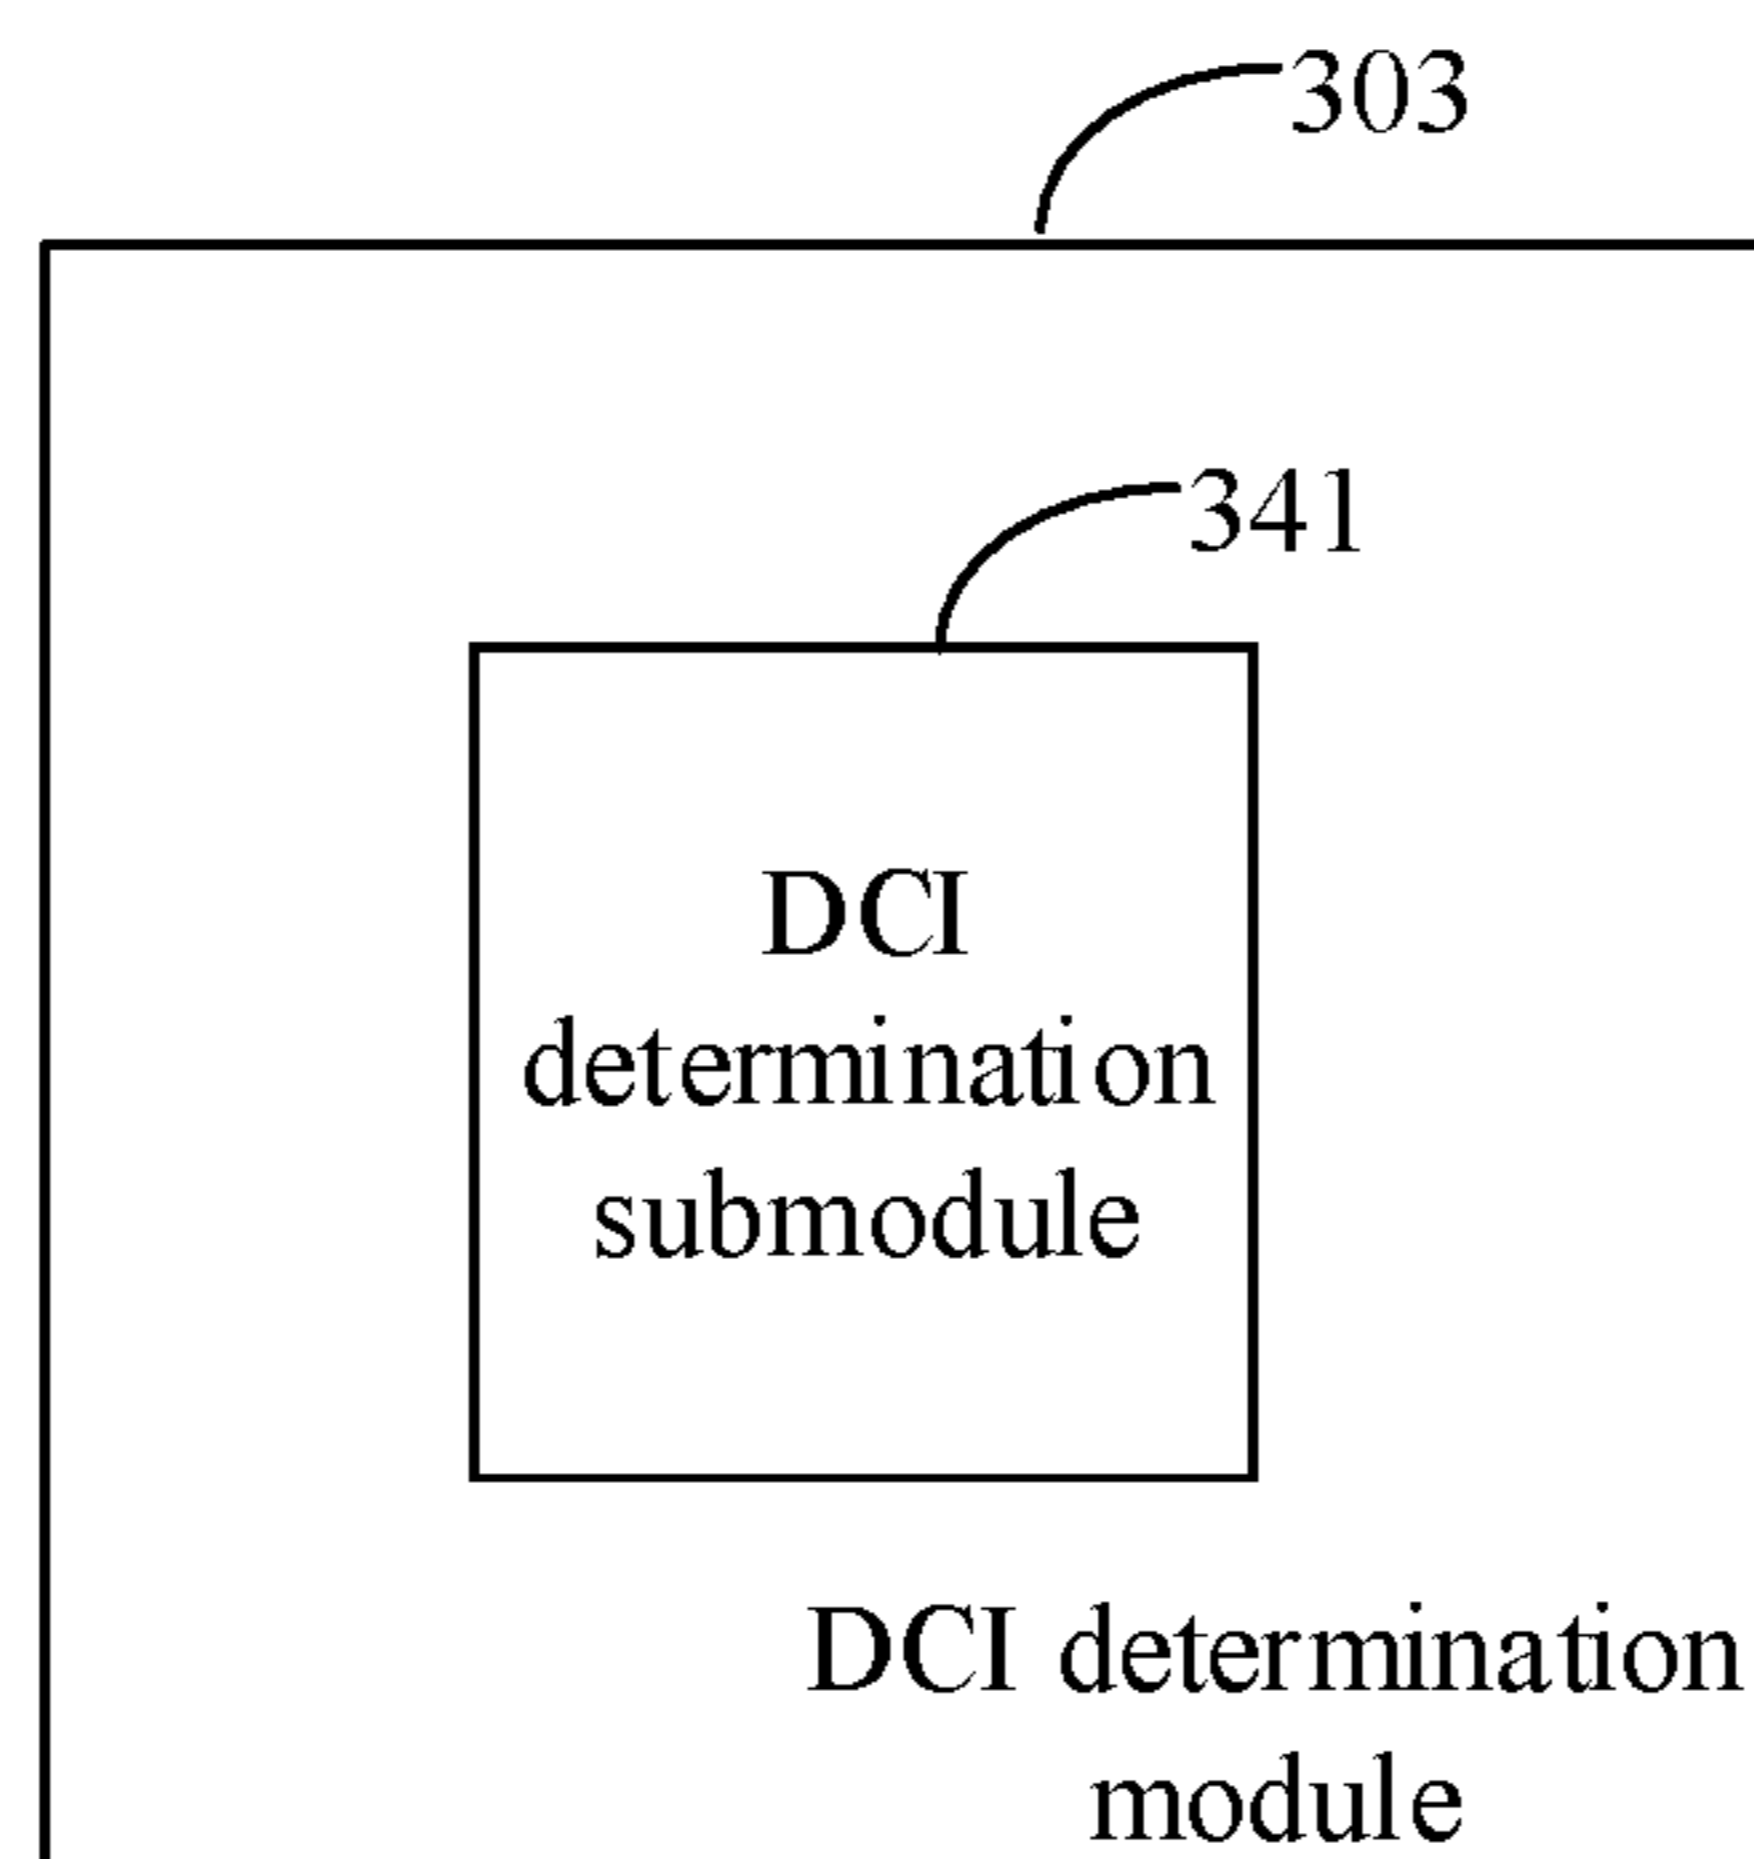 303
341
DCI
determination
submodule
DCI determination
module